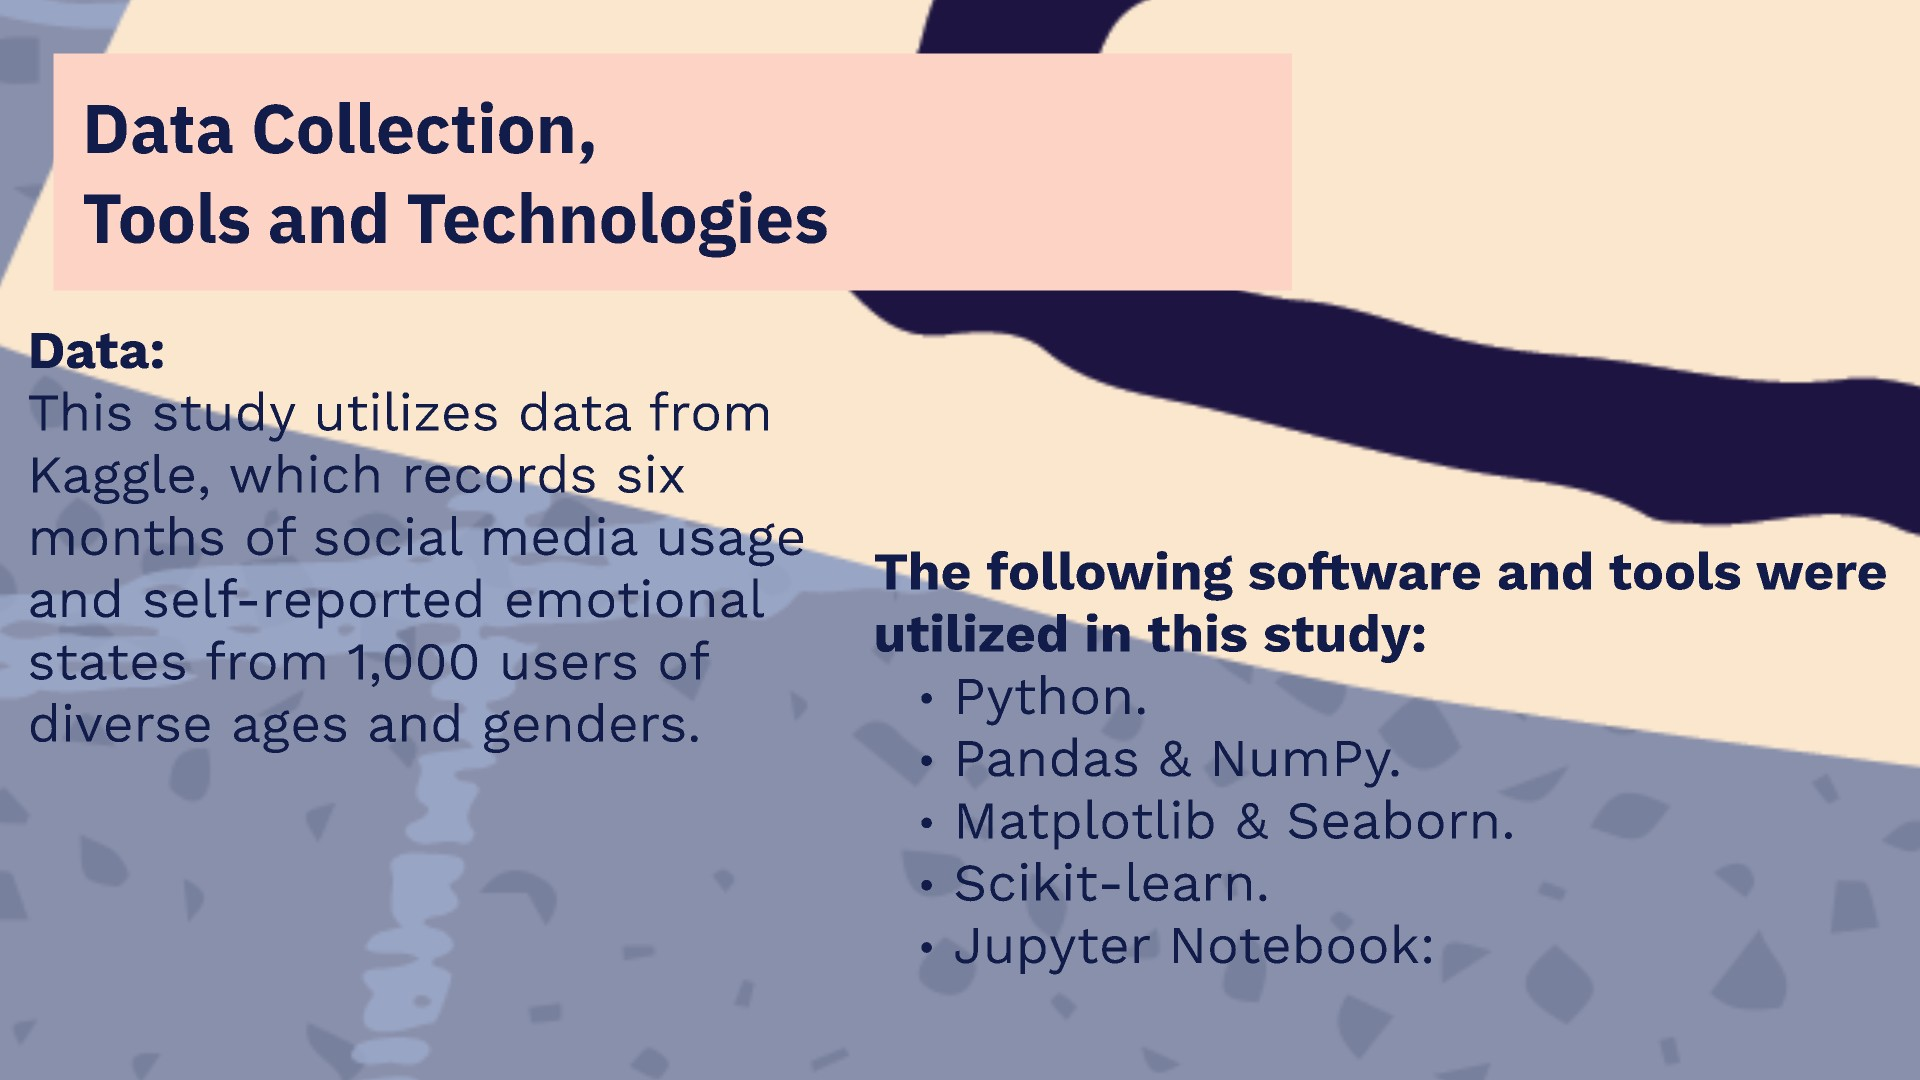 Data Collection,
Tools and Technologies
Data:
This study utilizes data from
Kaggle, which records six
months of social media usage
and self-reported emotional
states from 1,000 users of
diverse ages and genders.
The following software and tools were
utilized in this study:
• Python.
• Pandas & NumPy.
• Matplotlib & Seaborn.
• Scikit-learn.
• Jupyter Notebook: